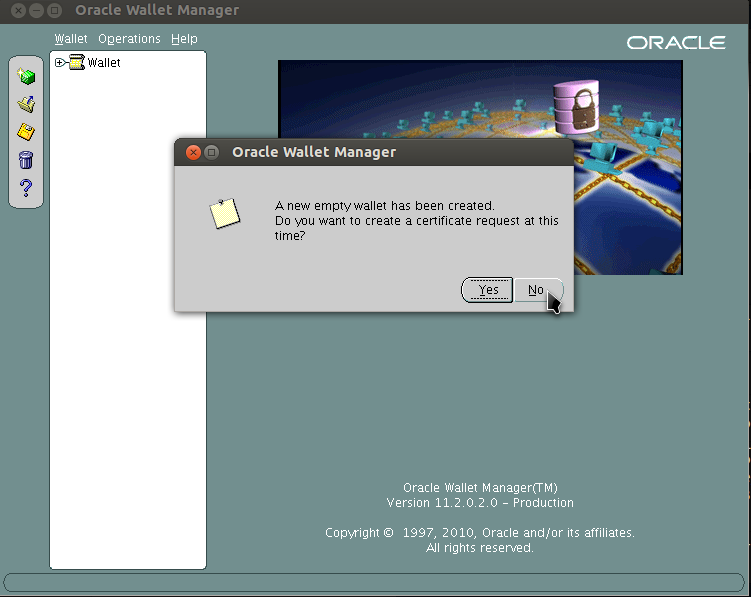 Oracle Wallet Manager
Wallet Operations Help
ORACLE
Wallet
Oracle Wallet Manager
A new empty wallet has been created.
Do you want to create a certificate request at this
time?
Yes No
?
Oracle Wallet Manager(TM)
Version 11.2.0.2.0 - Production
Copyright © 1997, 2010, Oracle and/or its affiliates.
All rights reserved.